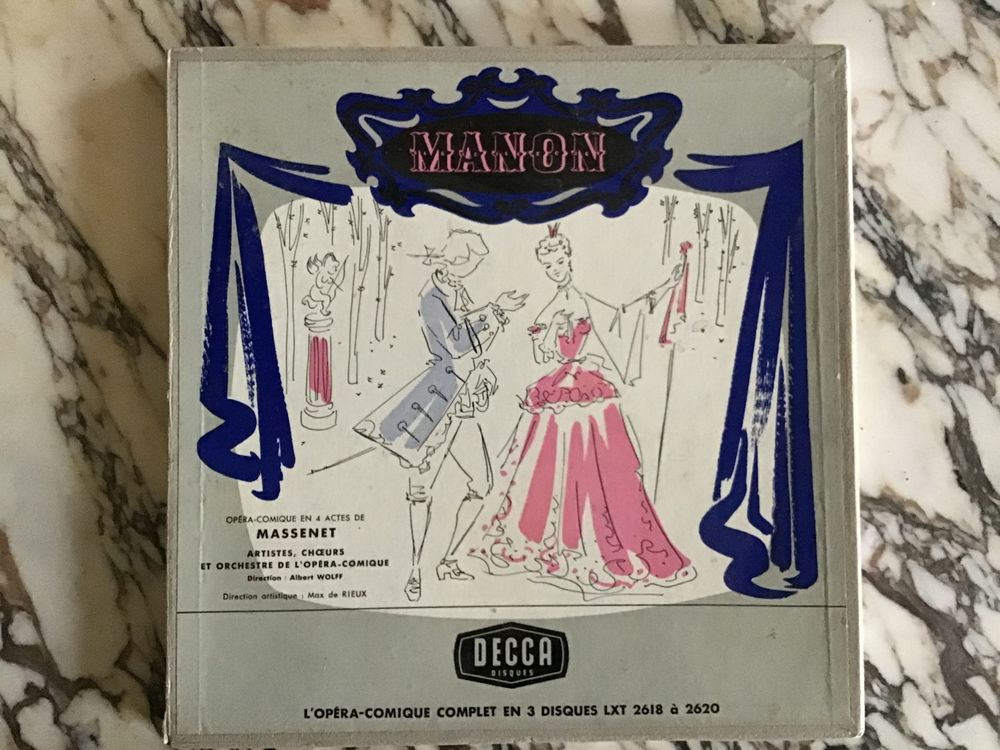 MANON
OPÉRA-COMIQUE EN 4 ACTES DE
MASSENET
ARTISTES, CHŒURS
ET ORCHESTRE DE L'OPÉRA-COMIQUE
Direction : Albert WOLFF
Direction artistique : Max de RIEUX
DECCA
DISQUES
L'OPÉRA-COMIQUE COMPLET EN 3 DISQUES LXT 2618 à 2620